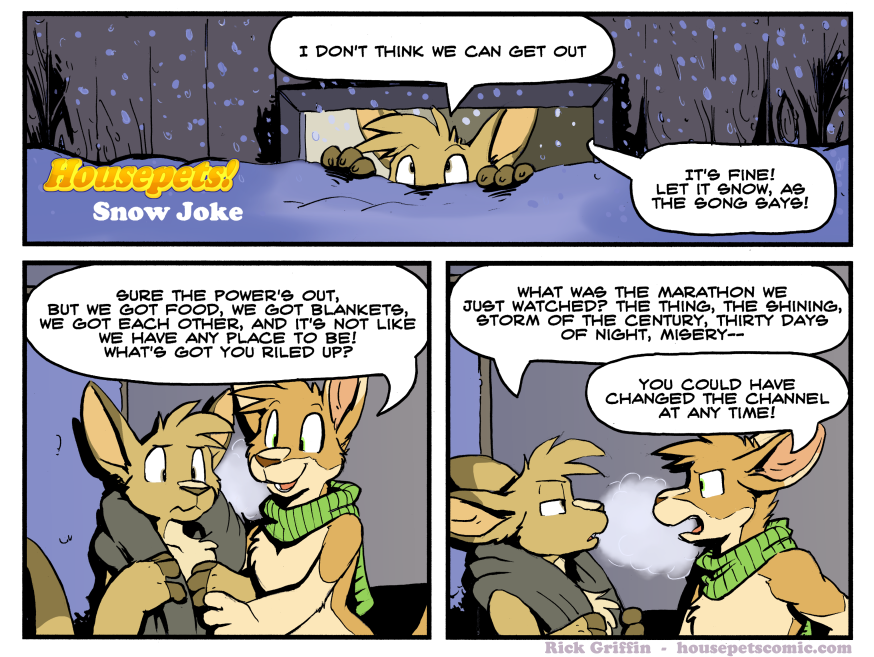 I DON'T THINK WE CAN GET OUT
IT'S FINE!
LET IT SNOW, AS
THE SONG SAYS!
Housepets!
Snow Joke
SURE THE POWER'S OUT,
BUT WE GOT FOOD, WE GOT BLANKETS,
WE GOT EACH OTHER, AND IT'S NOT LIKE
WE HAVE ANY PLACE TO BE!
WHAT'S GOT YOU RILED UP?
?
WHAT WAS THE MARATHON WE
JUST WATCHED? THE THING, THE SHINING,
STORM OF THE CENTURY, THIRTY DAYS
OF NIGHT, MISERY--
YOU COULD HAVE
CHANGED THE CHANNEL
AT ANY TIME!
Rick Griffin - housepetscomic.com